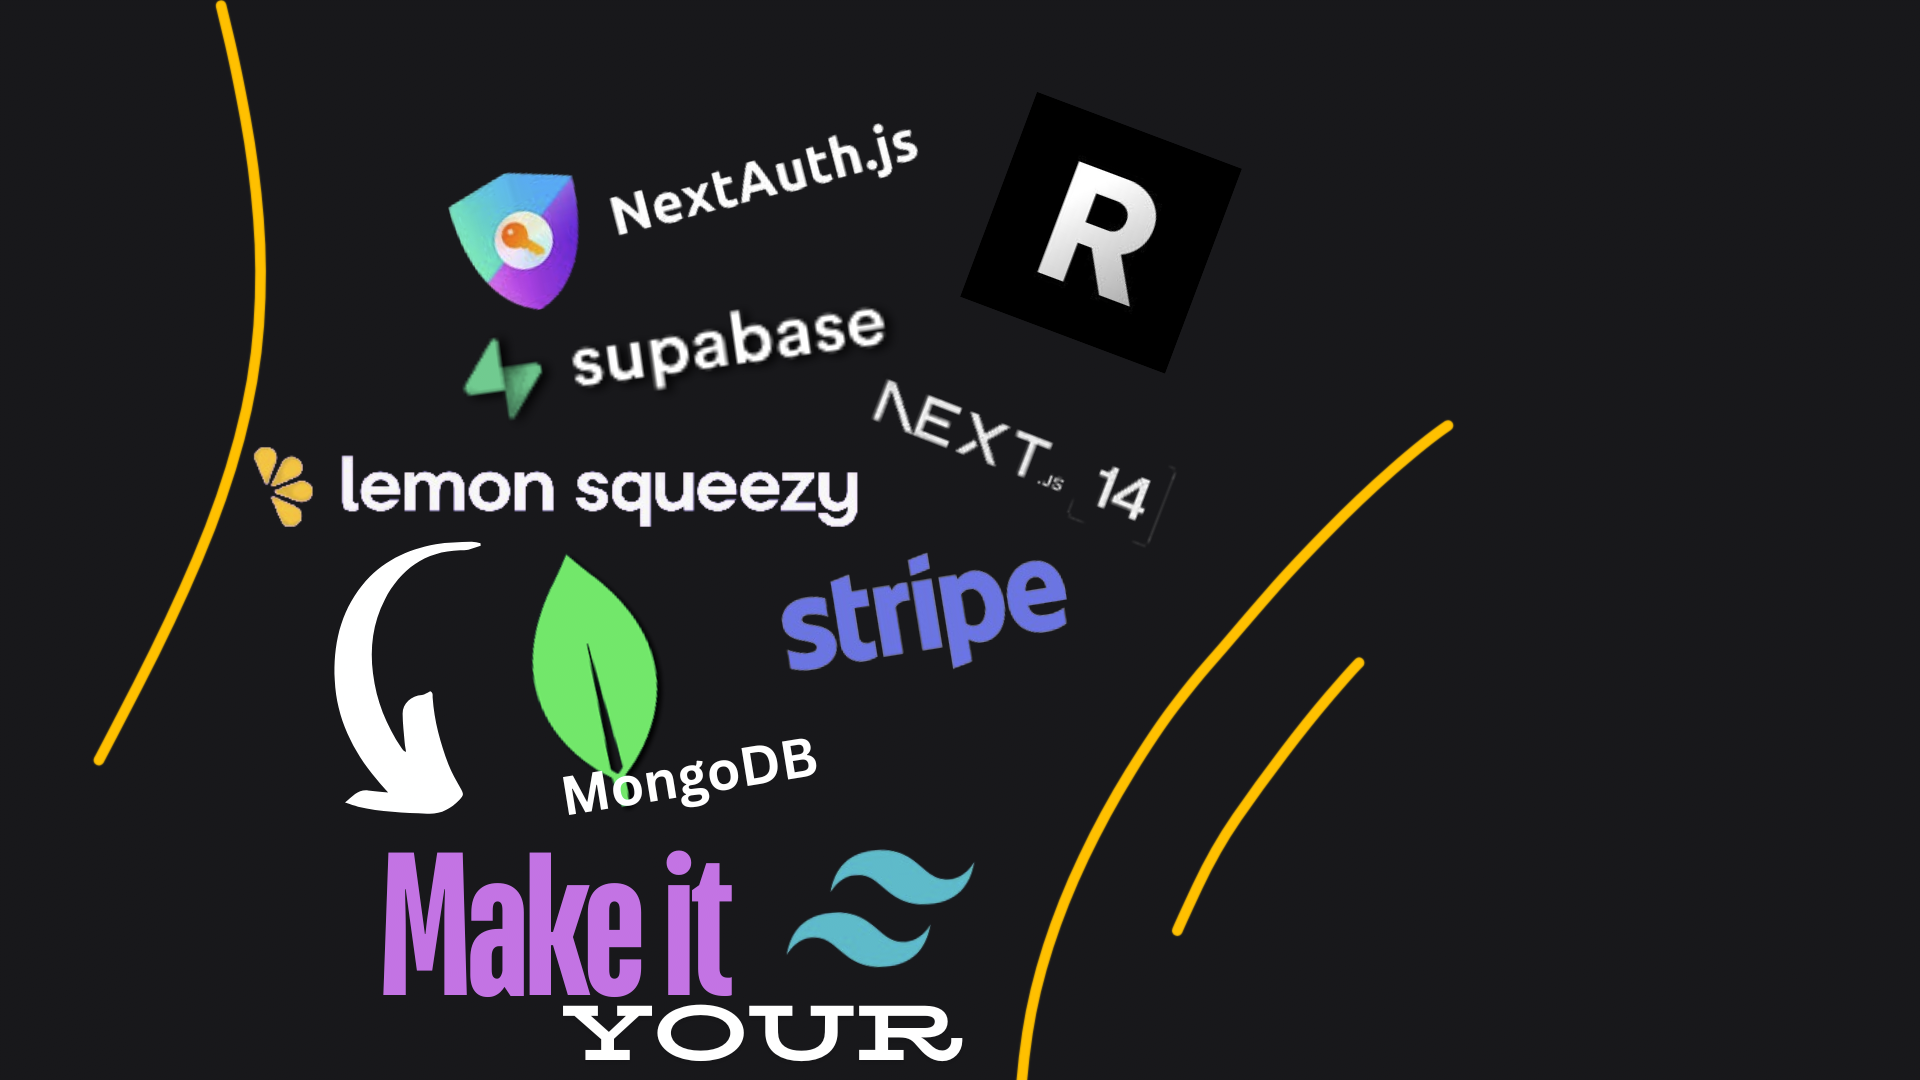 NextAuth.js
R
supabase
NEXT.JS 14
lemon squeezy
stripe
MongoDB
Make it
YOUR